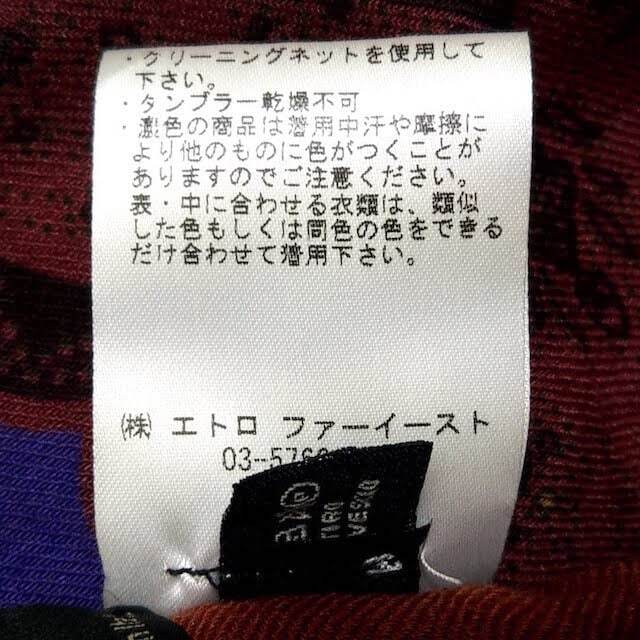 ・クリーニングネットを使用して
下さい。
・タンブラー乾燥不可
・濃色の商品は着用中汗や摩擦に
より他のものに色がつくことが
ありますのでご注意ください。
表・中に合わせる衣類は、類似
した色もしくは同色の色をできる
だけ合わせて着用下さい。
㈱ エトロ ファーイースト
03-576